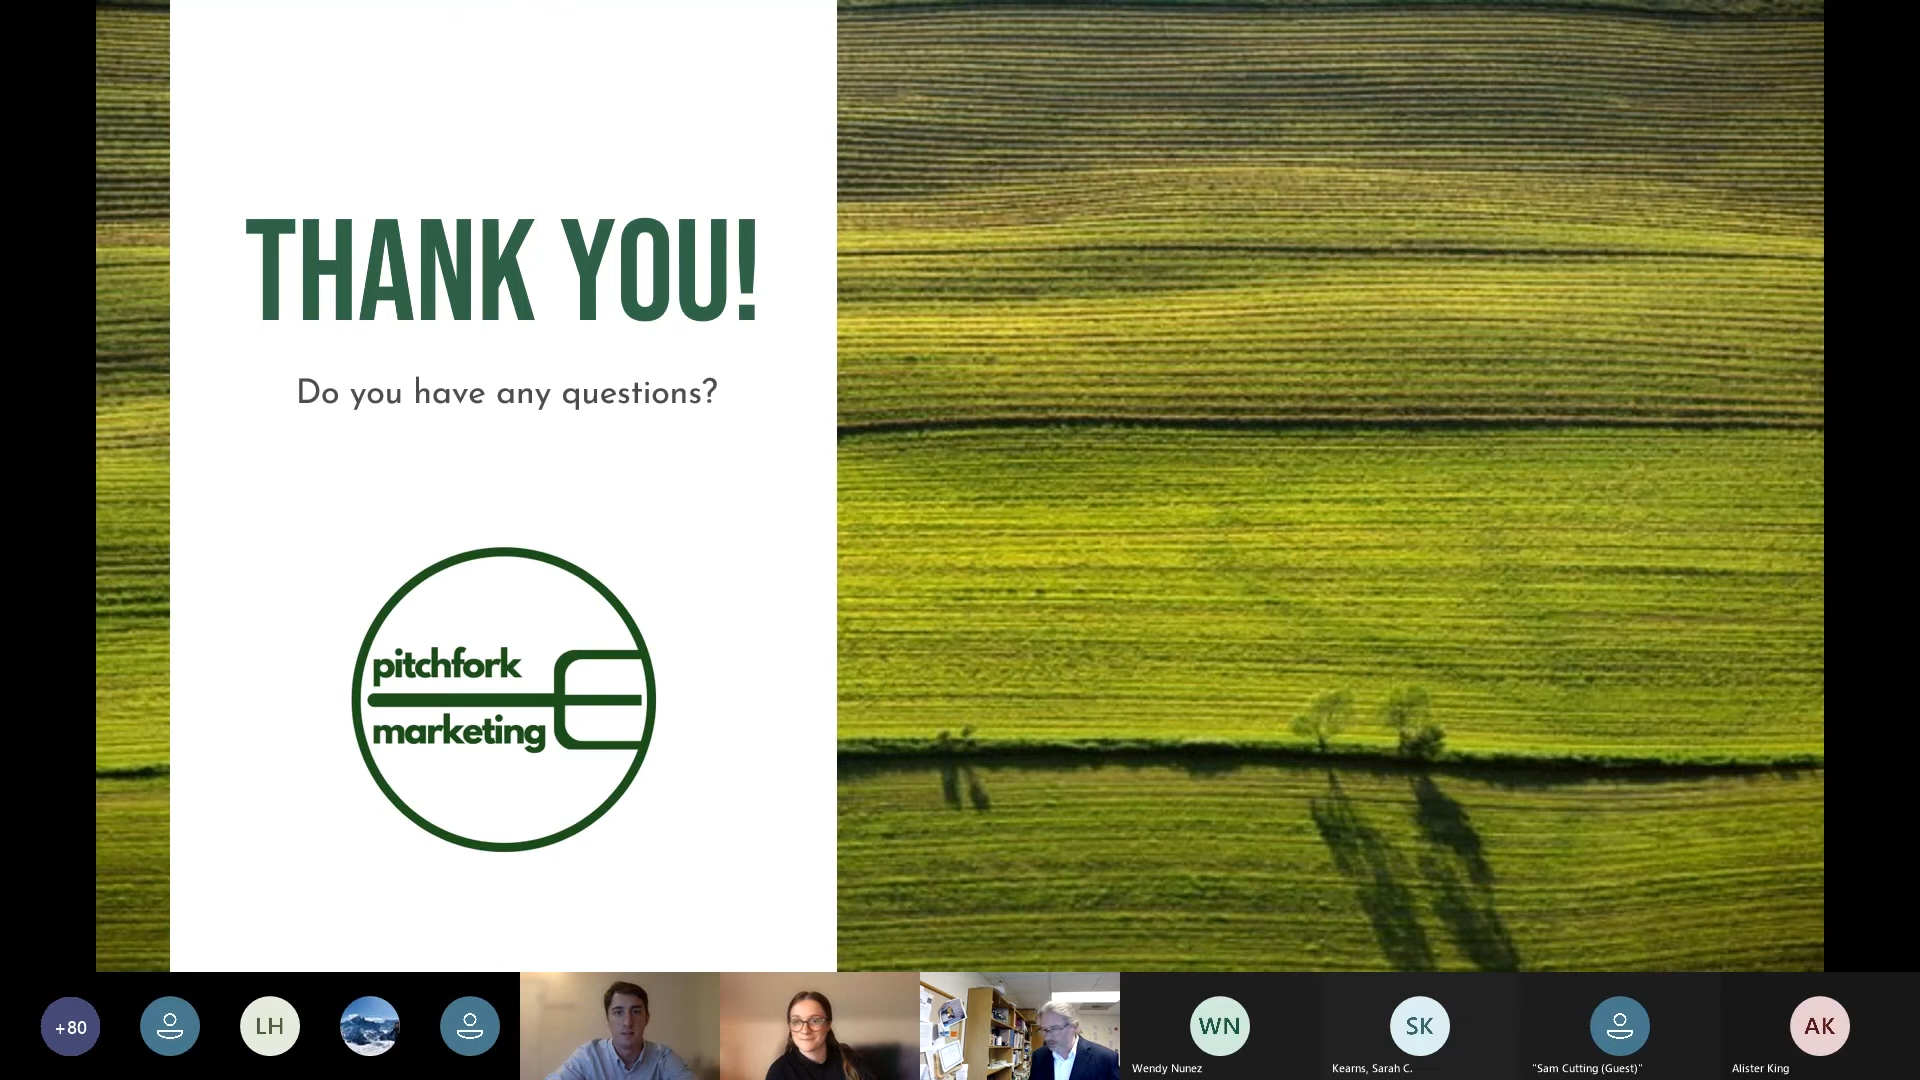 THANK YOU!
Do you have any questions?
pitchfork
marketing
+80
LH
WN
SK
AK
Wendy Nunez
Kearns, Sarah C.
"Sam Cutting (Guest)"
Alister King